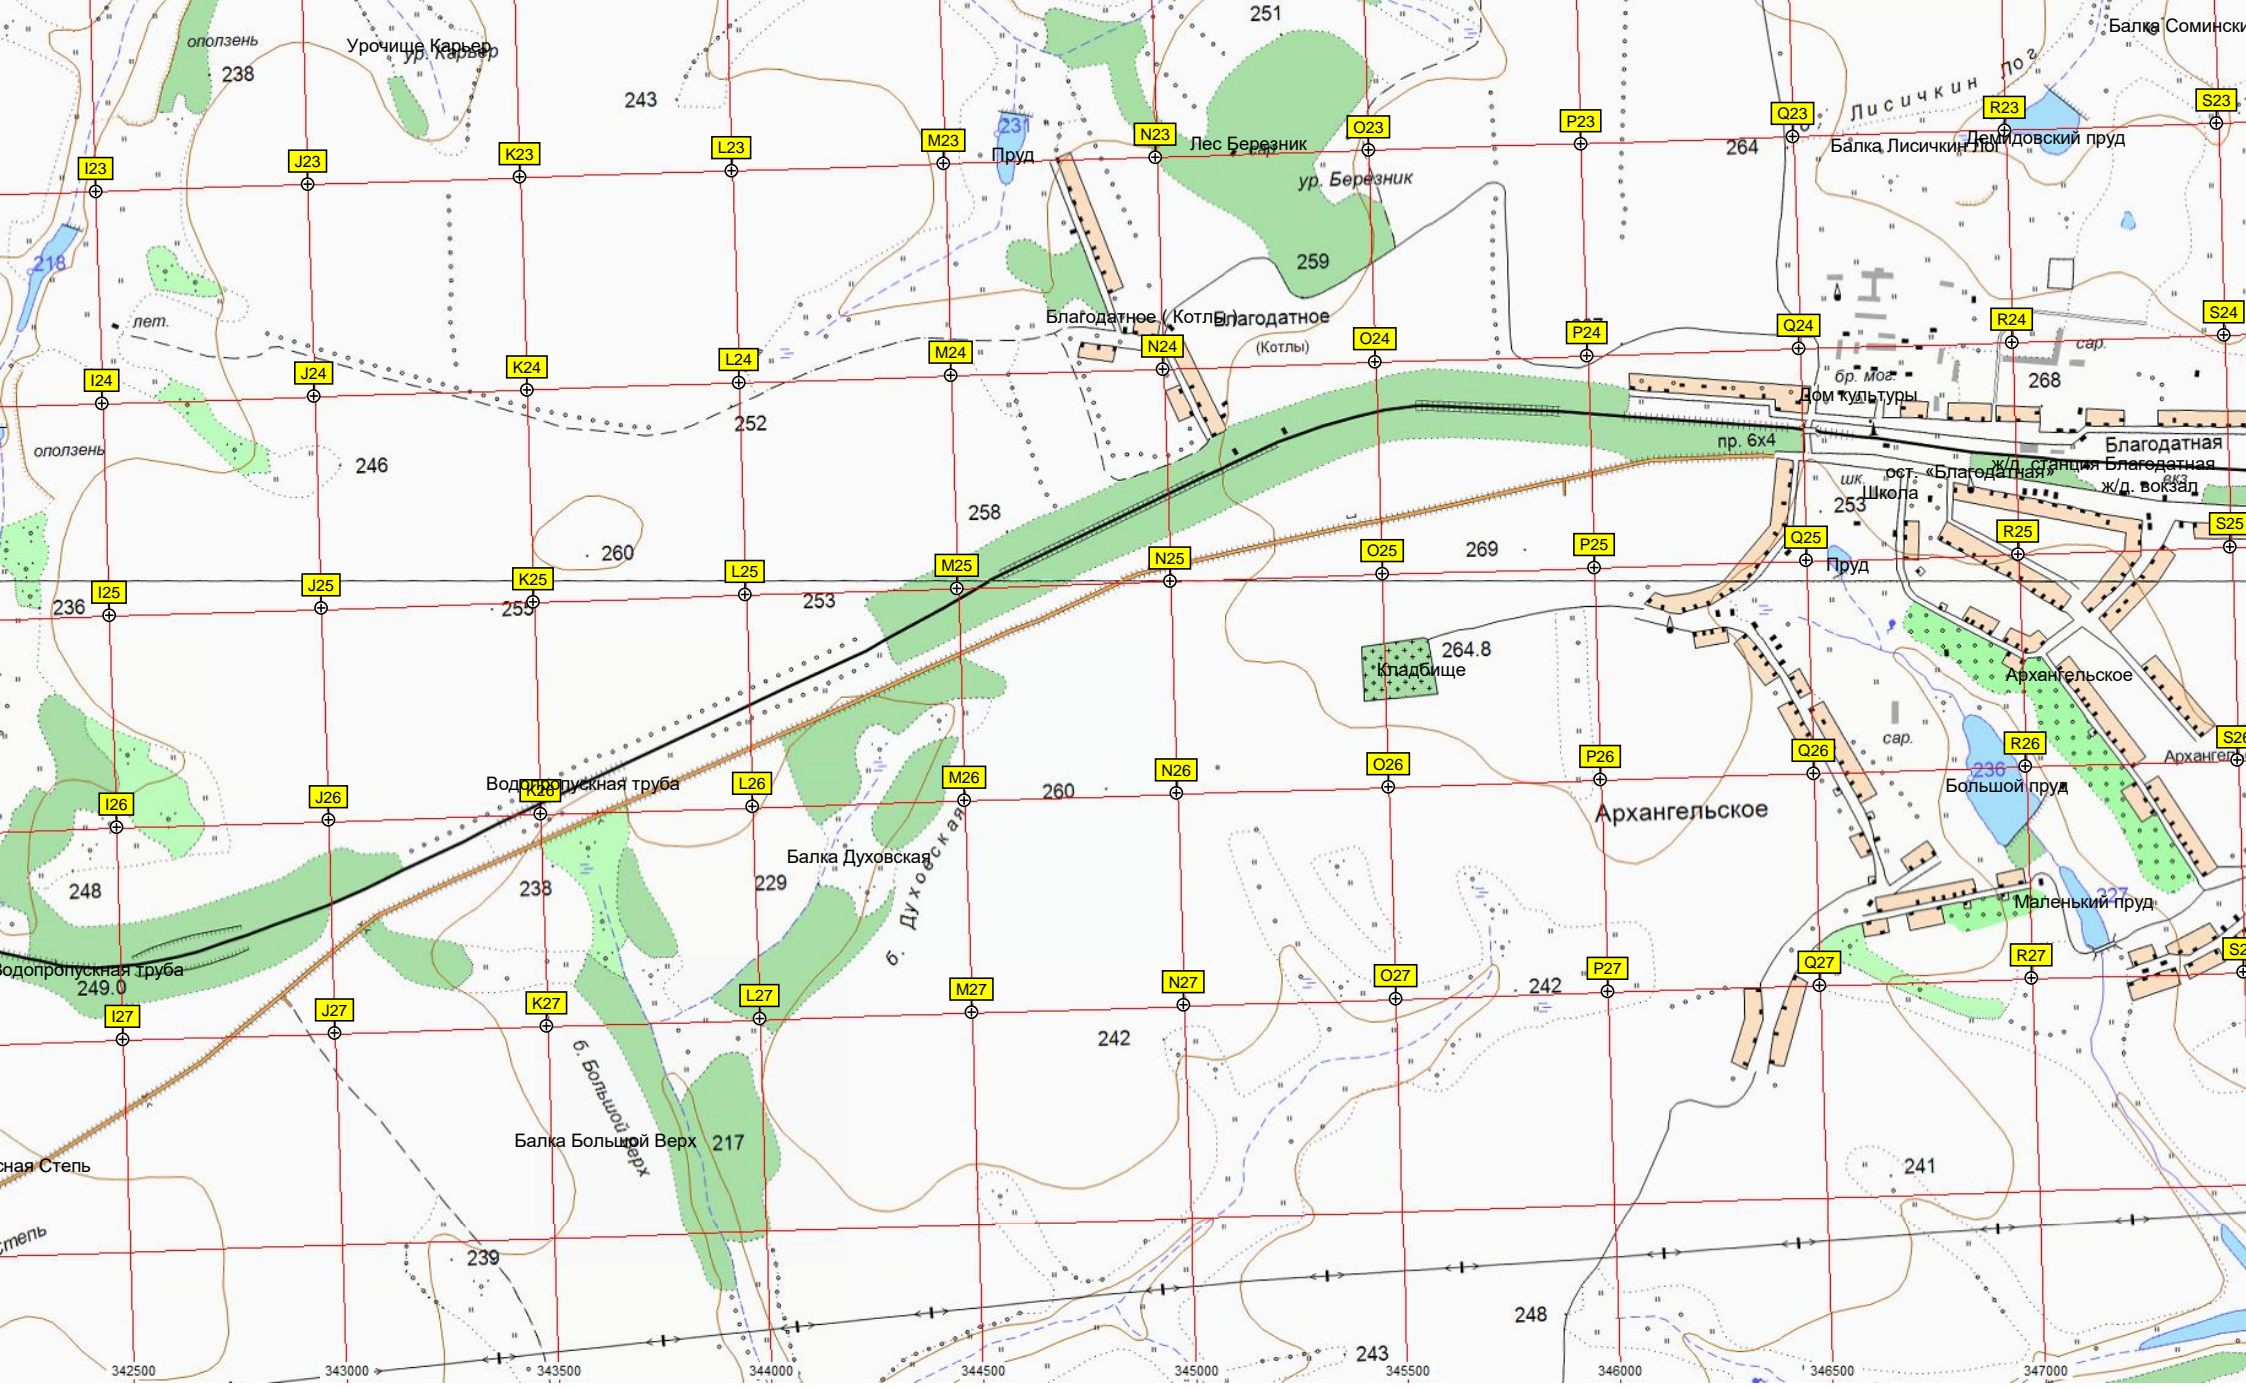 251
оползень
Урочище Карьер
ур. Карьер
238
243
Лисичкин Лог
264
Балка Лисичкин Лог
Демидовский пруд
231
Пруд
Лес Березник
сар.
ур. Березник
I23
J23
K23
L23
M23
N23
O23
P23
Q23
R23
S23
218
259
лет.
Благодатное ( Котлы )
Благодатное
(Котлы)
I24
J24
K24
L24
M24
N24
O24
P24
Q24
R24
S24
сар.
268
бр. мог.
Дом культуры
252
оползень
246
пр. 6х4
Благодатная
ж/д. станция Благодатная
ост. «Благодатная»
вкз.
ж/д. вокзал
шк.
Школа
253
258
260
269
I25
J25
K25
L25
M25
N25
O25
P25
Q25
R25
S25
Пруд
236
255
253
264.8
Кладбище
Архангельское
сар.
I26
J26
K26
L26
M26
N26
O26
P26
Q26
R26
Водопропускная труба
236
Большой пруд
260
Архангельское
Балка Духовская
б. Духовская
248
238
229
227
Маленький пруд
249.0
I27
J27
K27
L27
M27
N27
O27
P27
Q27
R27
242
242
б. Большой Верх
Балка Большой Верх
217
241
239
248
243
342500
343000
343500
344000
344500
345000
345500
346000
346500
347000